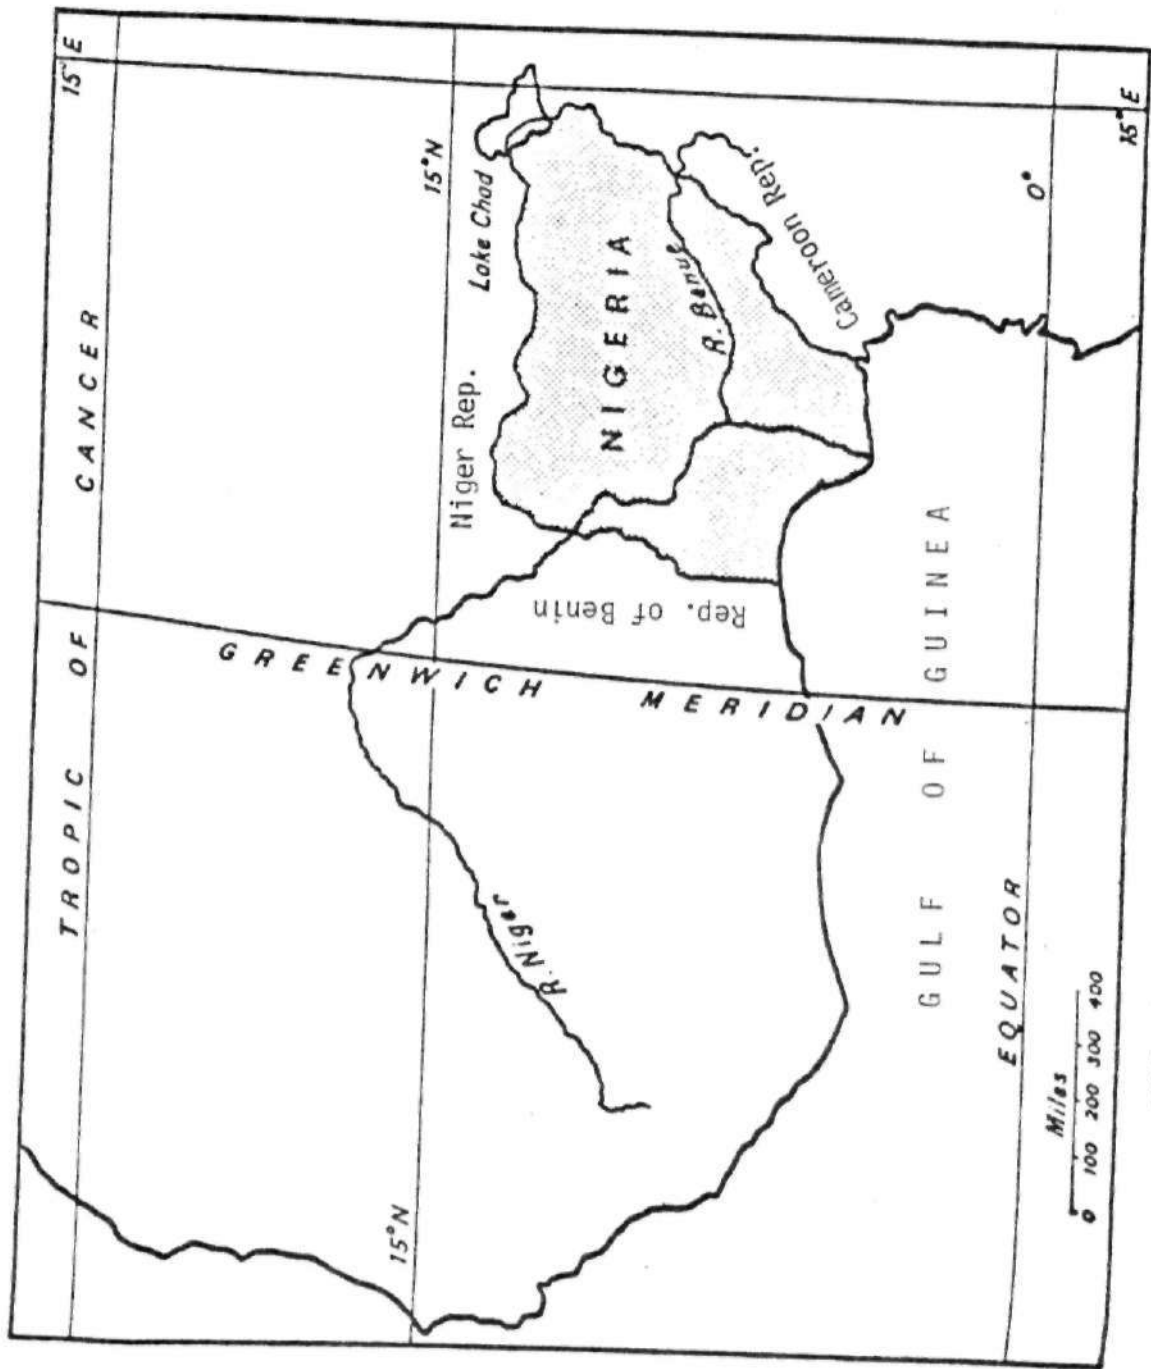 TROPIC OF CANCER
15° E
15°N
15°N
GREENWICH MERIDIAN
Niger Rep.
Lake Chad
R. Niger
NIGERIA
Rep. of Benin
R. Benue
Cameroon Rep.
GULF OF GUINEA
EQUATOR
0°
Miles
0 100 200 300 400
15° E